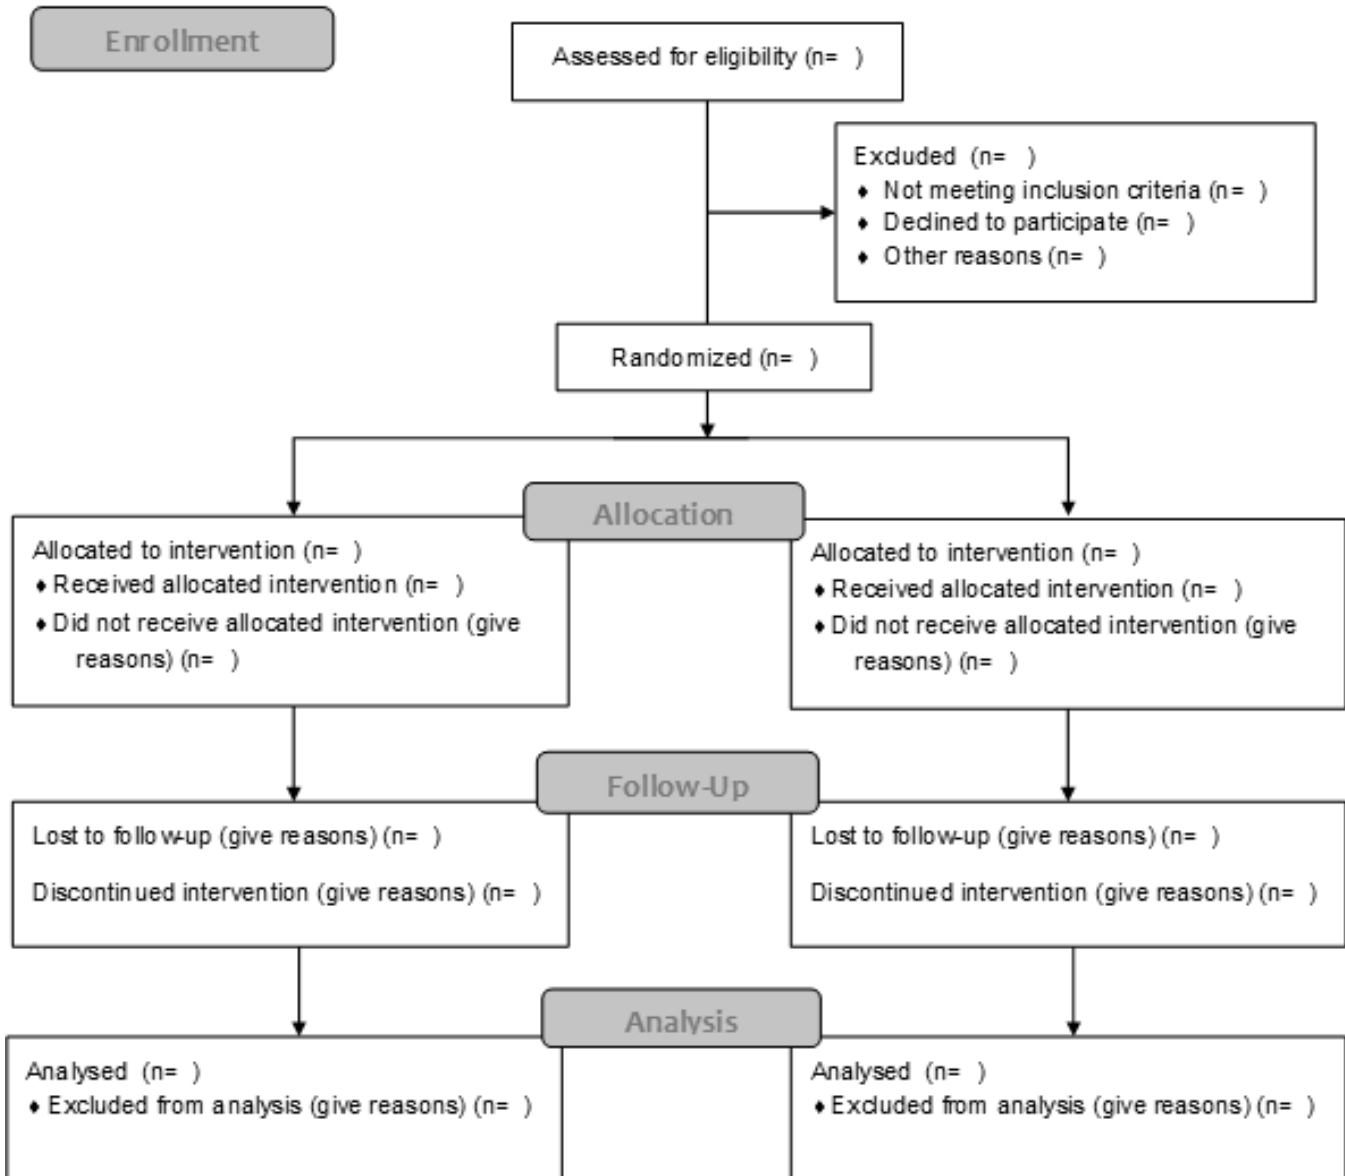 Enrollment
Assessed for eligibility (n=  )
Excluded (n=  )
♦ Not meeting inclusion criteria (n=  )
♦ Declined to participate (n=  )
♦ Other reasons (n=  )
Randomized (n=  )
Allocation
Allocated to intervention (n=  )
♦ Received allocated intervention (n=  )
♦ Did not receive allocated intervention (give
reasons) (n=  )
Allocated to intervention (n=  )
♦ Received allocated intervention (n=  )
♦ Did not receive allocated intervention (give
reasons) (n=  )
Follow-Up
Lost to follow-up (give reasons) (n=  )
Discontinued intervention (give reasons) (n=  )
Lost to follow-up (give reasons) (n=  )
Discontinued intervention (give reasons) (n=  )
Analysis
Analysed (n=  )
♦ Excluded from analysis (give reasons) (n=  )
Analysed (n=  )
♦ Excluded from analysis (give reasons) (n=  )